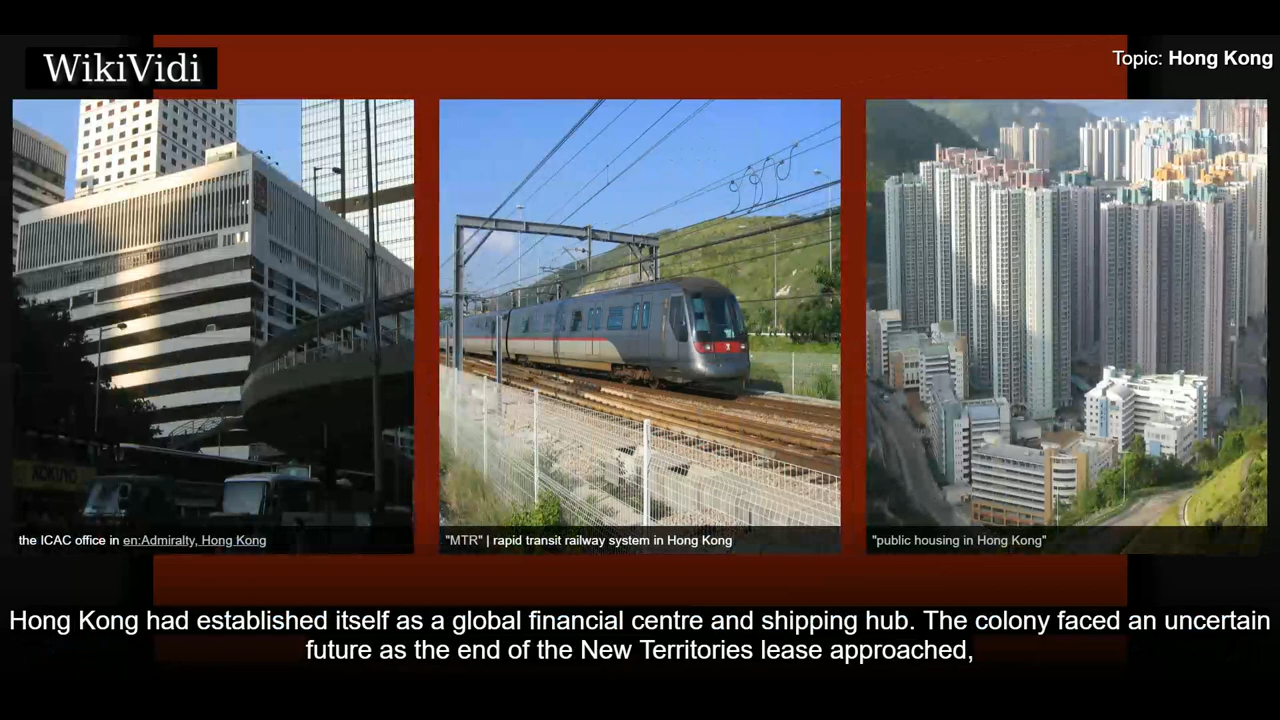 WikiVidi
Topic: Hong Kong
KOKUYO
the ICAC office in en:Admiralty, Hong Kong
"MTR" | rapid transit railway system in Hong Kong
"public housing in Hong Kong"
Hong Kong had established itself as a global financial centre and shipping hub. The colony faced an uncertain
future as the end of the New Territories lease approached,